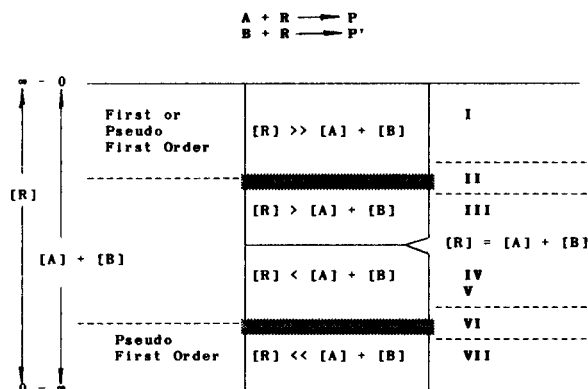 A + R ⟶ P
B + R ⟶ P'
∞ - 0
First or
Pseudo
First Order
[R] >> [A] + [B]
I
II
[R]
[R] > [A] + [B]
III
[A] + [B]
[R] = [A] + [B]
[R] < [A] + [B]
IV
V
VI
Pseudo
First Order
[R] << [A] + [B]
VII
0 - ∞